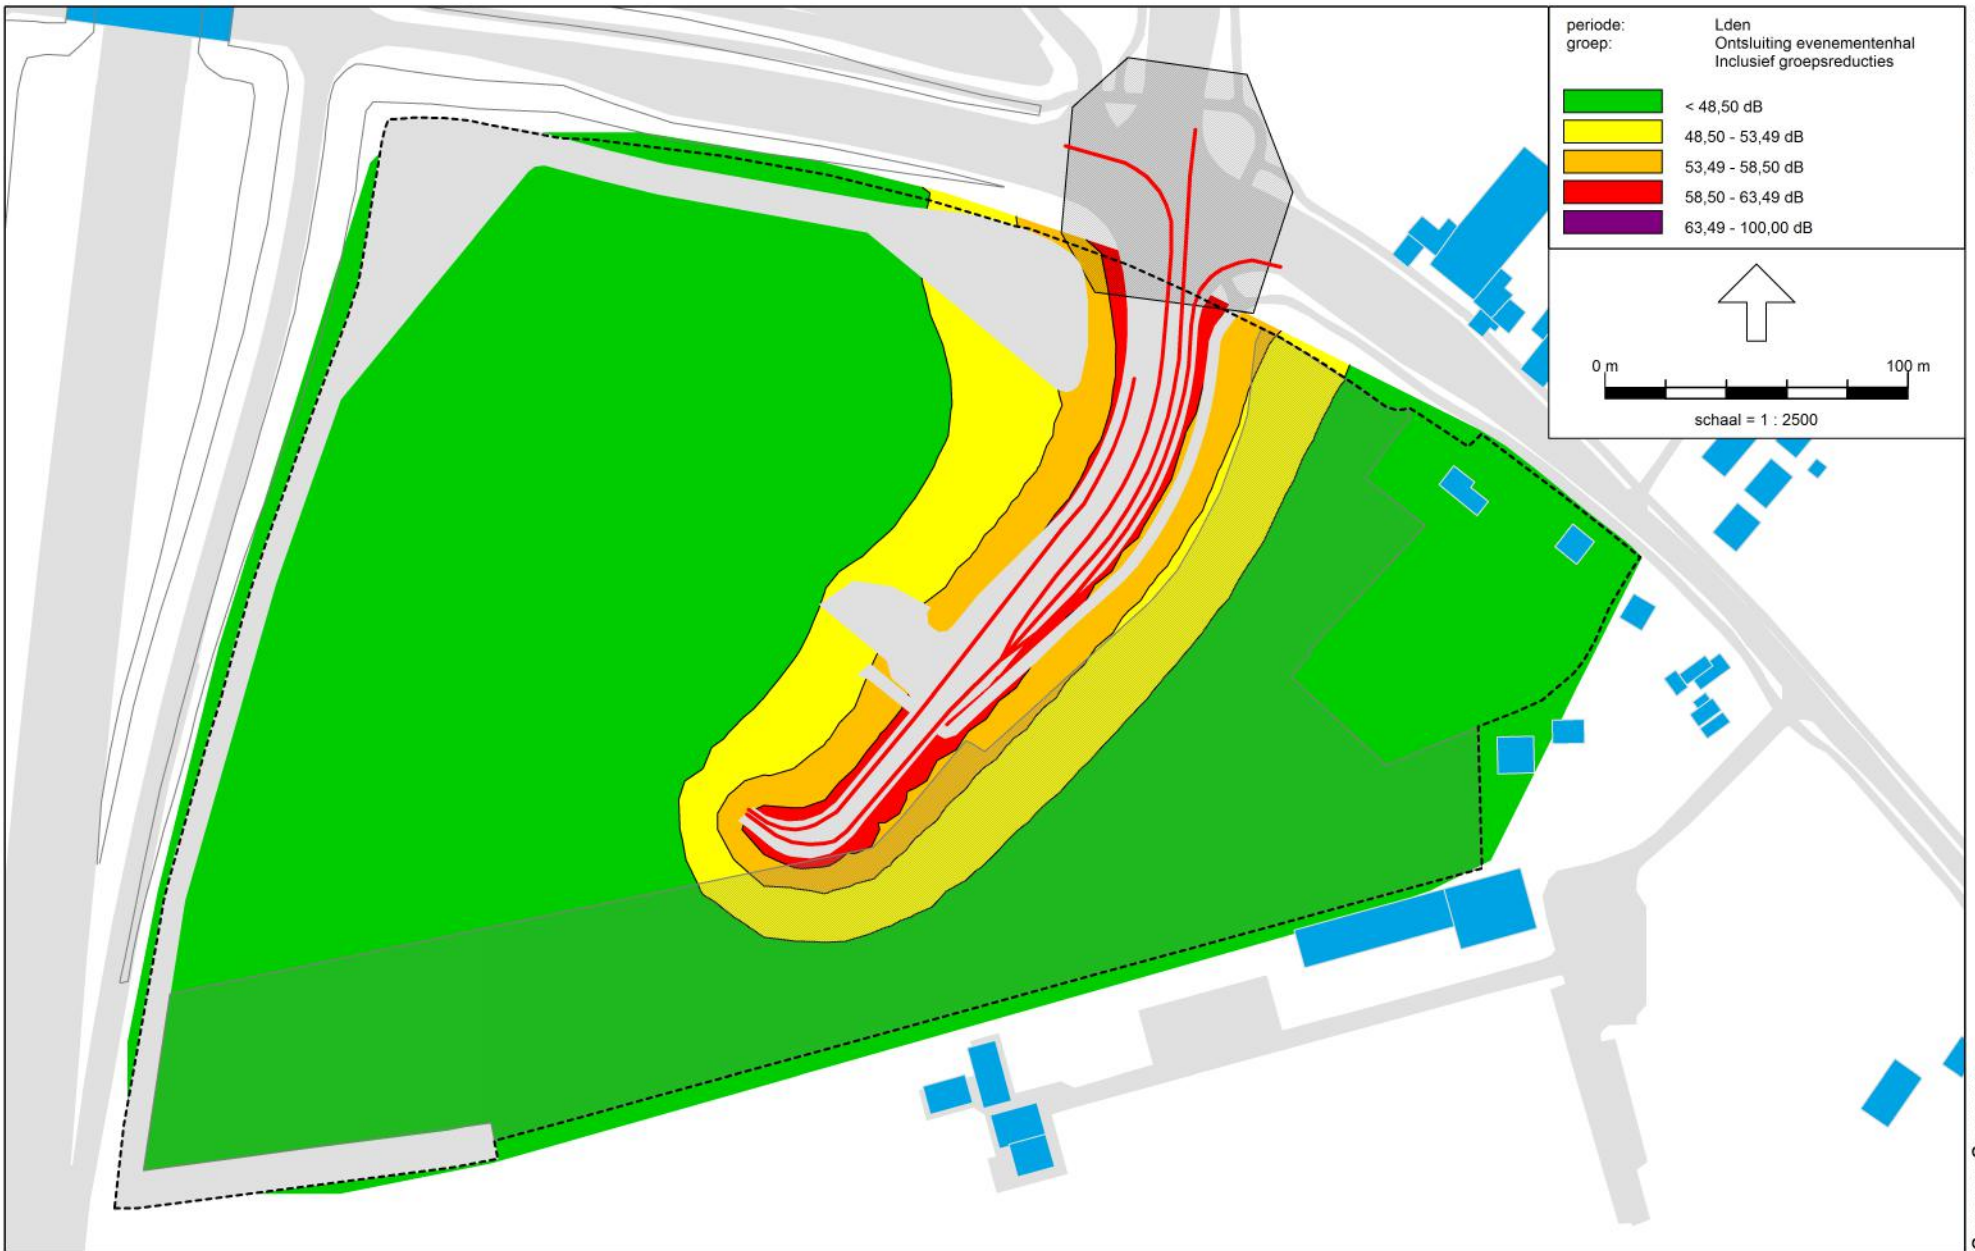 periode: Lden
groep: Ontsluiting evenementenhal
Inclusief groepsreducties
< 48,50 dB
48,50 - 53,49 dB
53,49 - 58,50 dB
58,50 - 63,49 dB
63,49 - 100,00 dB
0 m 100 m
schaal = 1 : 2500